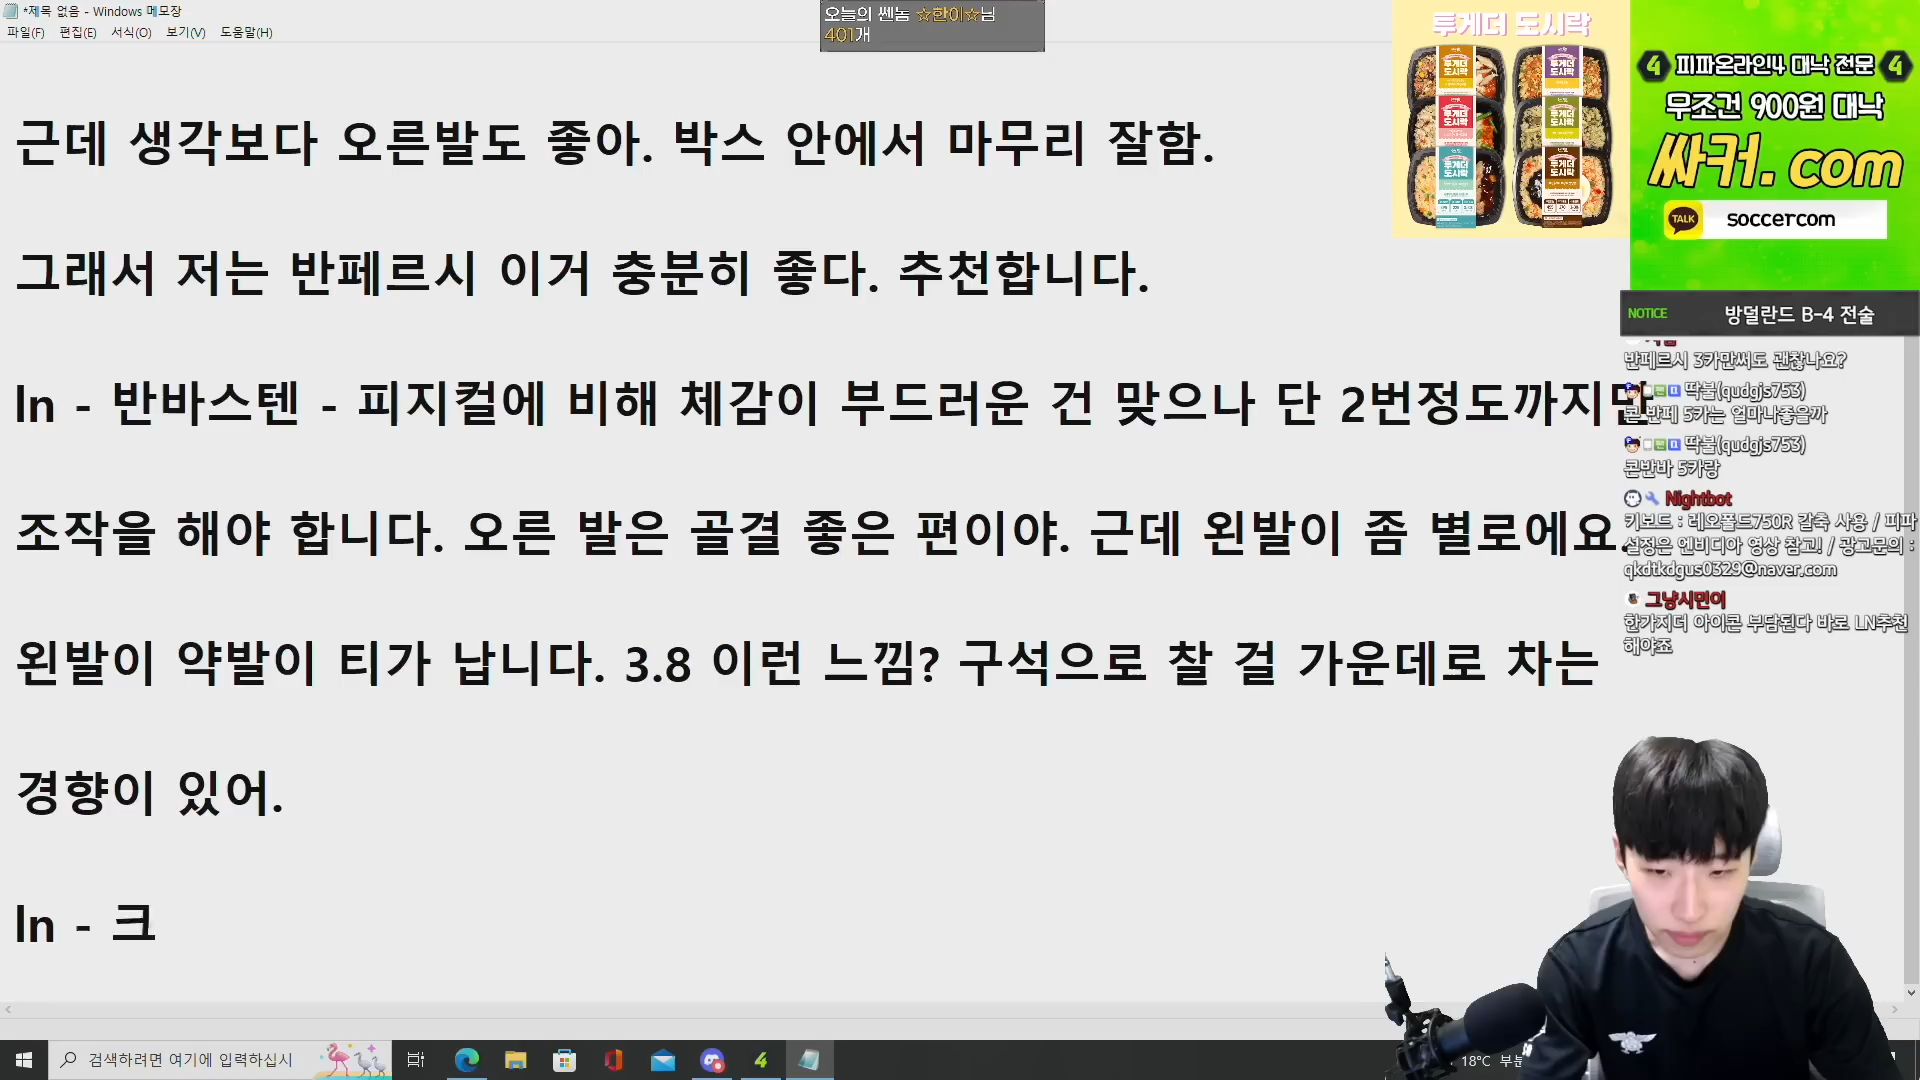 *제목 없음 - Windows 메모장
파일(F) 편집(E) 서식(O) 보기(V) 도움말(H)
오늘의 쎈놈 ☆한이☆님
401개
투게더 도시락
4 피파온라인4 대낙 전문 4
무조건 900원 대낙
싸커. com
TALK soccercom
NOTICE 방덜란드 B-4 전술
근데 생각보다 오른발도 좋아. 박스 안에서 마무리 잘함.
그래서 저는 반페르시 이거 충분히 좋다. 추천합니다.
In - 반바스텐 - 피지컬에 비해 체감이 부드러운 건 맞으나 단 2번정도까지만
조작을 해야 합니다. 오른 발은 골결 좋은 편이야. 근데 왼발이 좀 별로에요.
왼발이 약발이 티가 납니다. 3.8 이런 느낌? 구석으로 찰 걸 가운데로 차는
경향이 있어.
In - 크
반페르시 3카만써도 괜찮나요?
딱불(qudgjs753)
콘 반페 5카는 얼마나좋을까
딱불(qudgjs753)
콘반바 5카랑
Nightbot
키보드 : 레오폴드750R 갈축 사용 / 피파
설정은 엔비디아 영상 참고! / 광고문의 :
qkdtkdgus0329@naver.com
그냥시민이
한가지더 아이콘 부담된다 바로 LN추천
해야죠
검색하려면 여기에 입력하십시
18°C